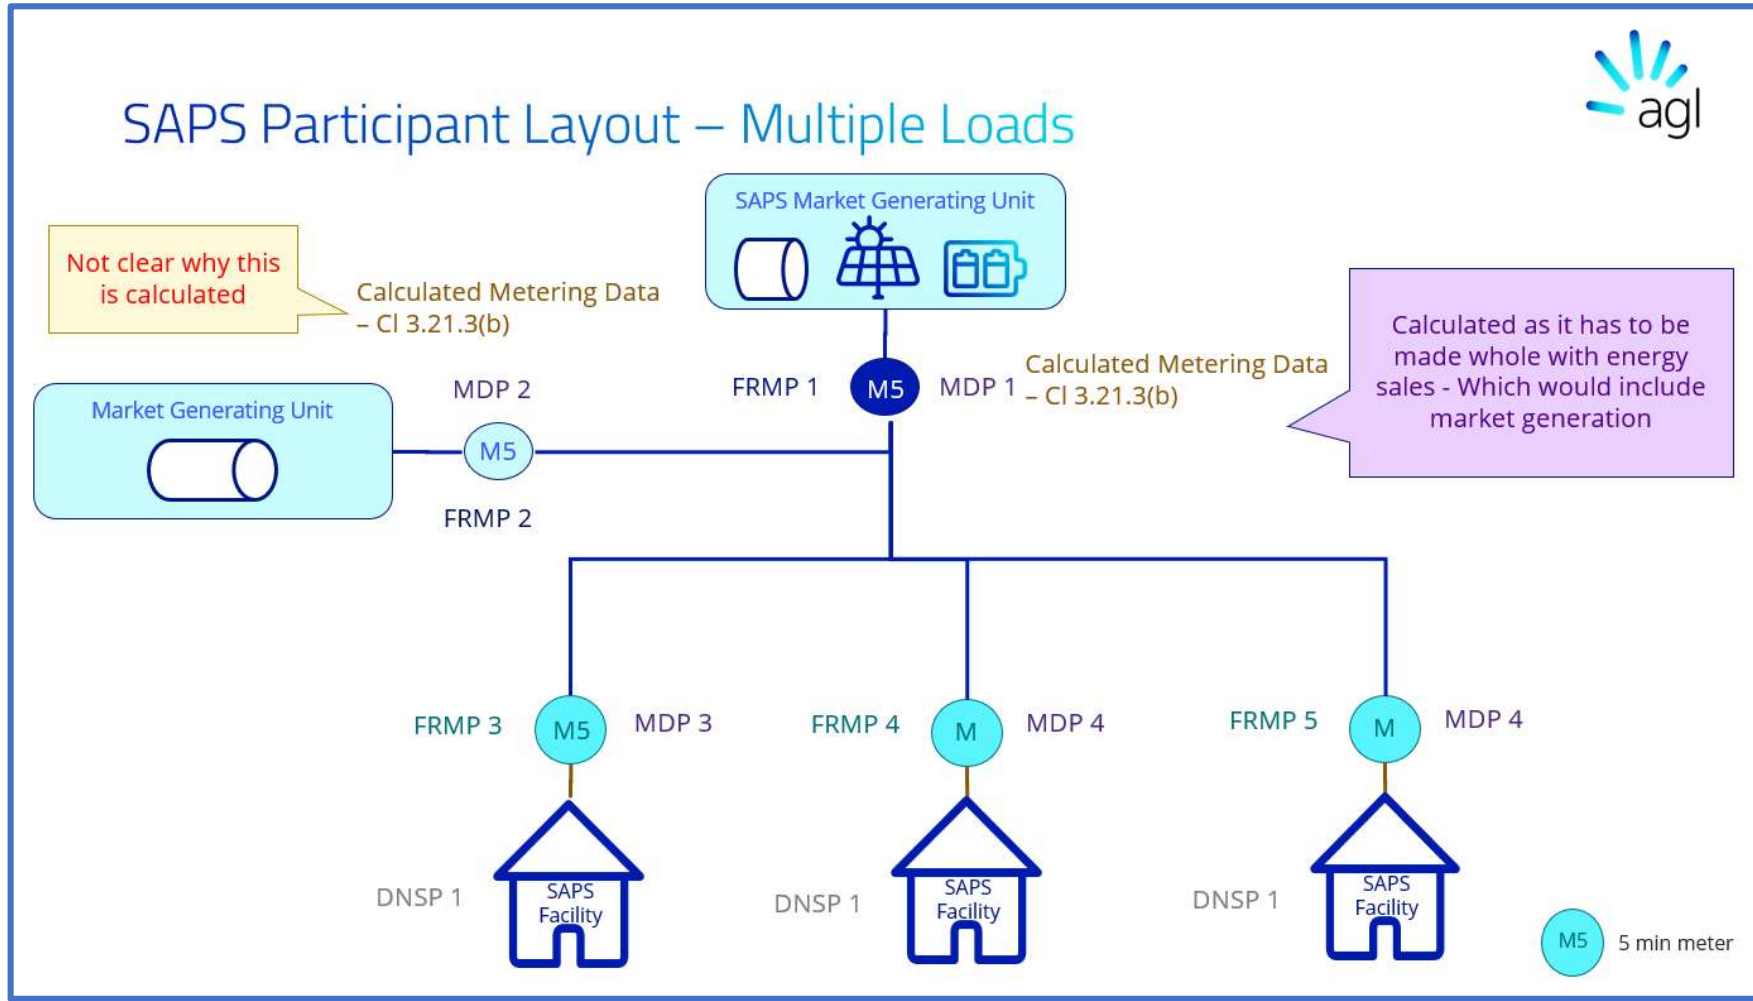 agl
SAPS Participant Layout – Multiple Loads
SAPS Market Generating Unit
Not clear why this
is calculated
Calculated Metering Data
– Cl 3.21.3(b)
Calculated as it has to be
made whole with energy
sales - Which would include
market generation
FRMP 1
M5
MDP 1
Calculated Metering Data
– Cl 3.21.3(b)
Market Generating Unit
MDP 2
M5
FRMP 2
FRMP 3
M5
MDP 3
FRMP 4
M
MDP 4
FRMP 5
M
MDP 4
DNSP 1
SAPS
Facility
DNSP 1
SAPS
Facility
DNSP 1
SAPS
Facility
M5
5 min meter